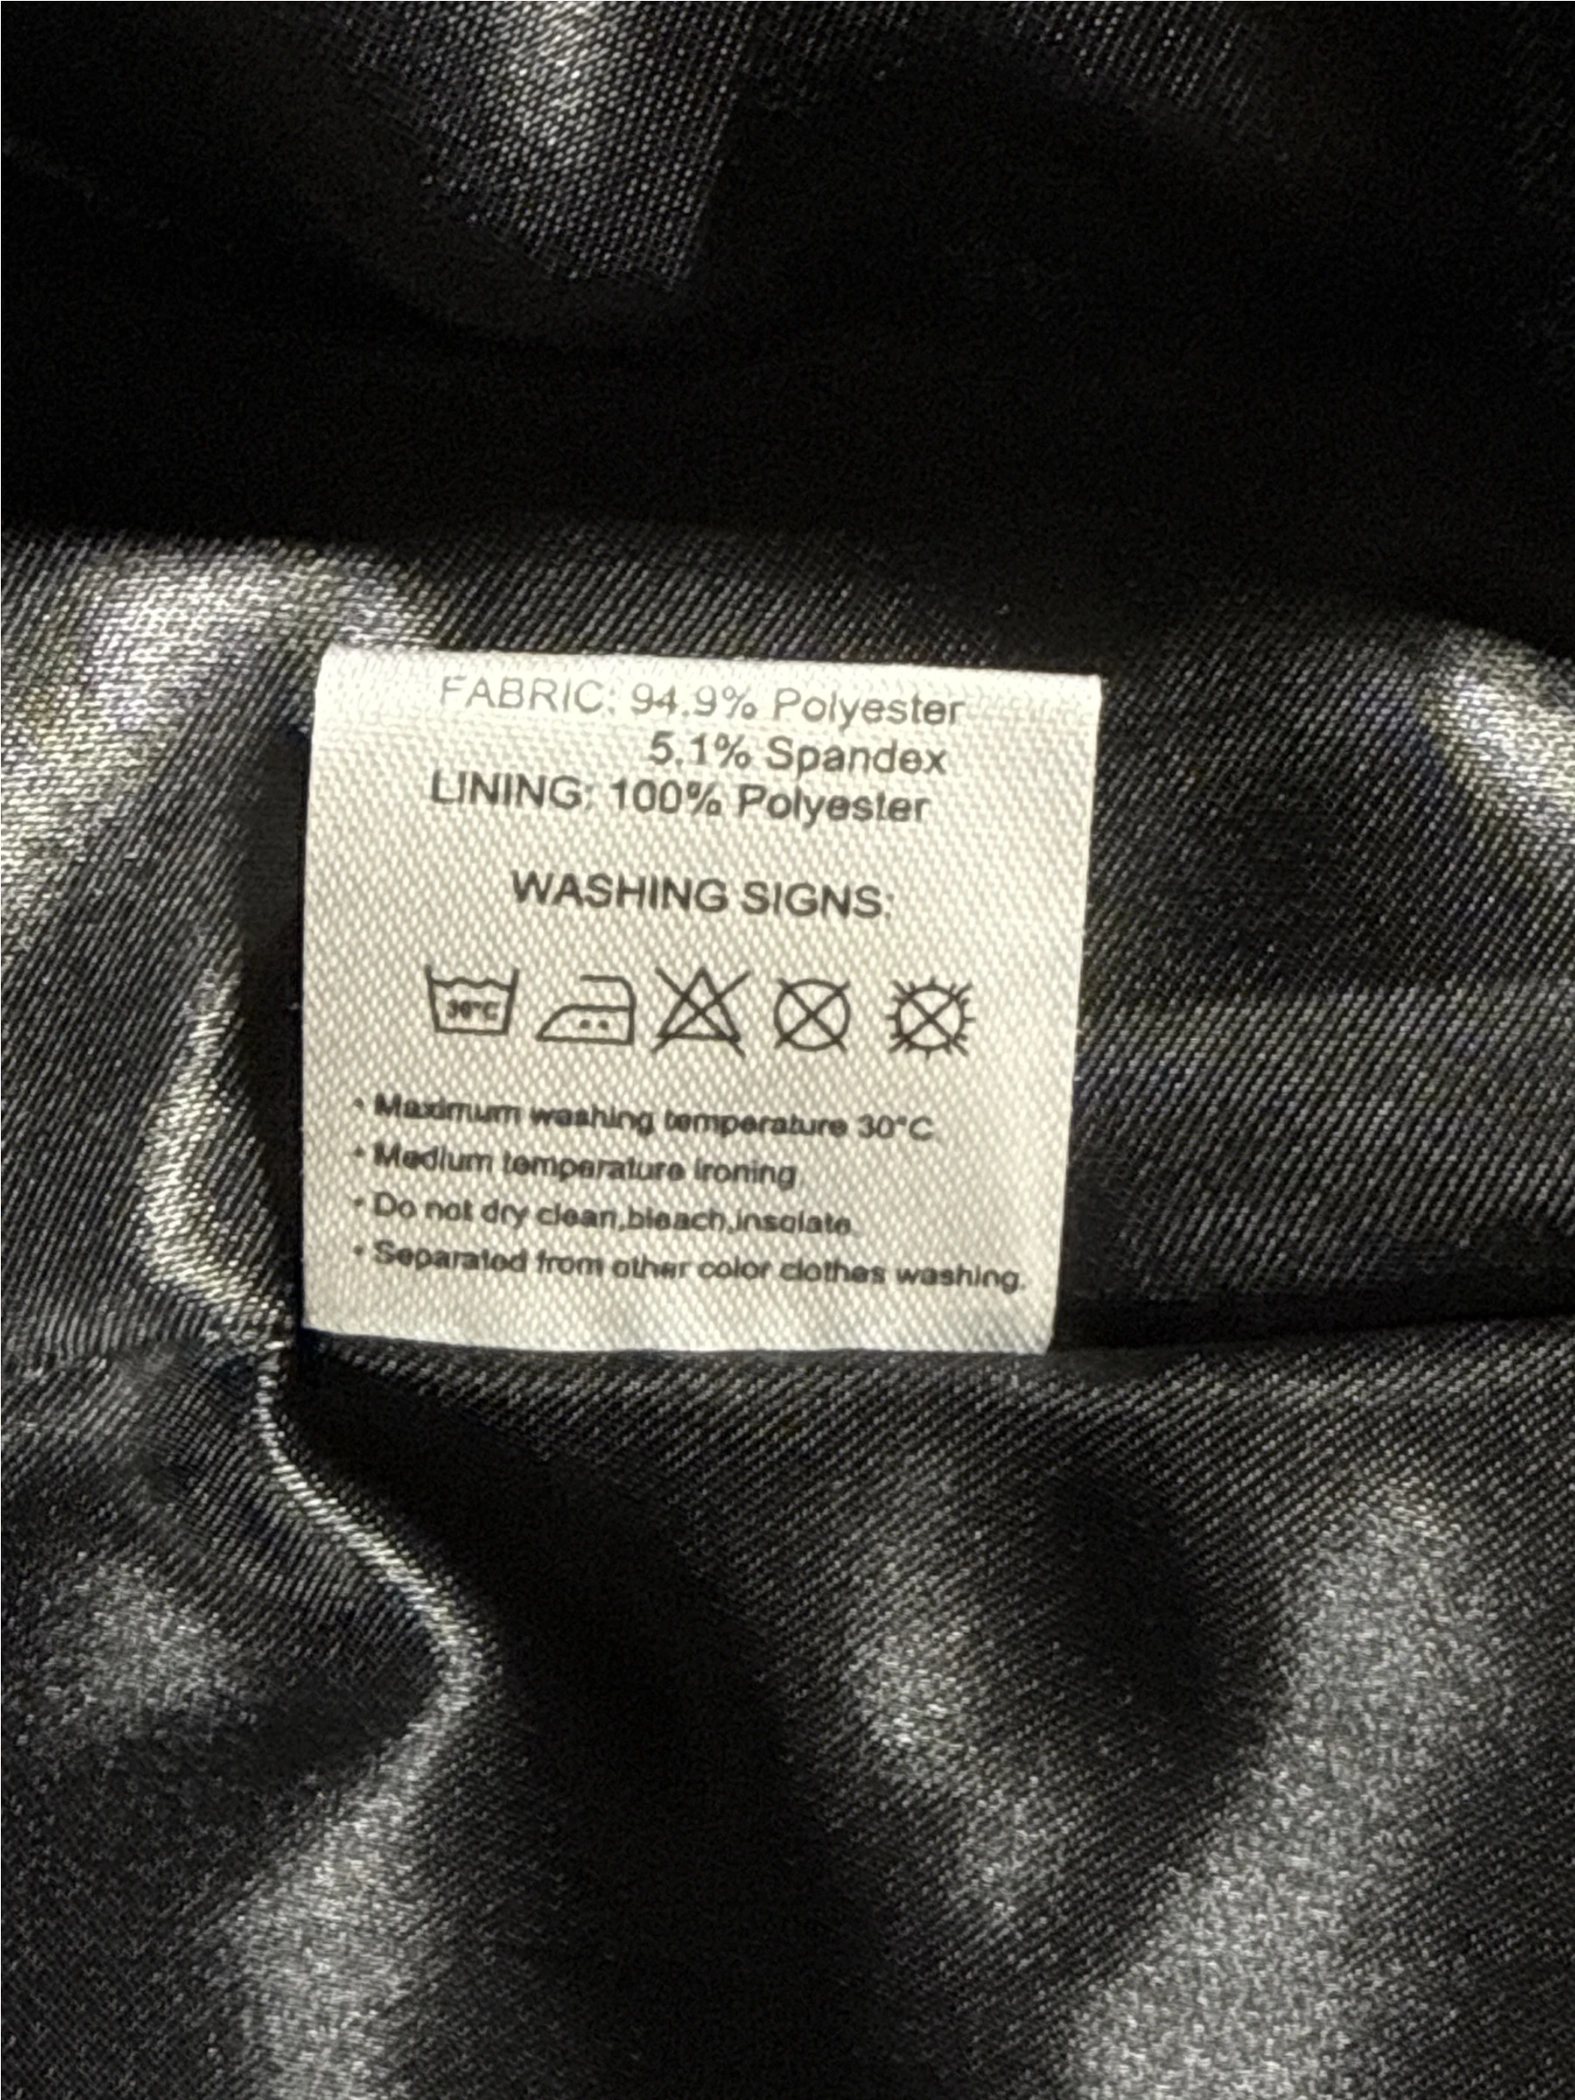 FABRIC: 94.9% Polyester
5.1% Spandex
LINING: 100% Polyester
WASHING SIGNS:
30°C
• Maximum washing temperature 30°C.
• Medium temperature ironing.
• Do not dry clean,bleach,insolate.
• Separated from other color clothes washing.